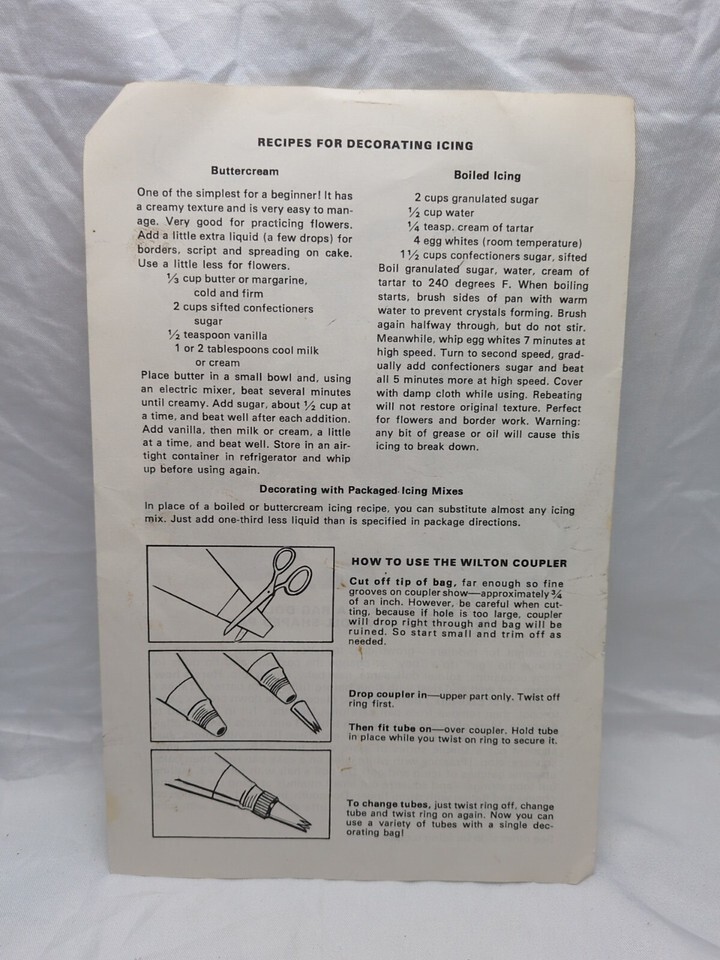 RECIPES FOR DECORATING ICING
Buttercream
One of the simplest for a beginner! It has
a creamy texture and is very easy to man-
age. Very good for practicing flowers.
Add a little extra liquid (a few drops) for
borders, script and spreading on cake.
Use a little less for flowers.
⅓ cup butter or margarine,
cold and firm
2 cups sifted confectioners
sugar
½ teaspoon vanilla
1 or 2 tablespoons cool milk
or cream
Place butter in a small bowl and, using
an electric mixer, beat several minutes
until creamy. Add sugar, about ½ cup at
a time, and beat well after each addition.
Add vanilla, then milk or cream, a little
at a time, and beat well. Store in an air-
tight container in refrigerator and whip
up before using again.
Boiled Icing
2 cups granulated sugar
½ cup water
¼ teasp. cream of tartar
4 egg whites (room temperature)
1½ cups confectioners sugar, sifted
Boil granulated sugar, water, cream of
tartar to 240 degrees F. When boiling
starts, brush sides of pan with warm
water to prevent crystals forming. Brush
again halfway through, but do not stir.
Meanwhile, whip egg whites 7 minutes at
high speed. Turn to second speed, grad-
ually add confectioners sugar and beat
all 5 minutes more at high speed. Cover
with damp cloth while using. Rebeating
will not restore original texture. Perfect
for flowers and border work. Warning:
any bit of grease or oil will cause this
icing to break down.
Decorating with Packaged Icing Mixes
In place of a boiled or buttercream icing recipe, you can substitute almost any icing
mix. Just add one-third less liquid than is specified in package directions.
HOW TO USE THE WILTON COUPLER
Cut off tip of bag, far enough so fine
grooves on coupler show—approximately ¾
of an inch. However, be careful when cut-
ting, because if hole is too large, coupler
will drop right through and bag will be
ruined. So start small and trim off as
needed.
Drop coupler in—upper part only. Twist off
ring first.
Then fit tube on—over coupler. Hold tube
in place while you twist on ring to secure it.
To change tubes, just twist ring off, change
tube and twist ring on again. Now you can
use a variety of tubes with a single dec-
orating bag!